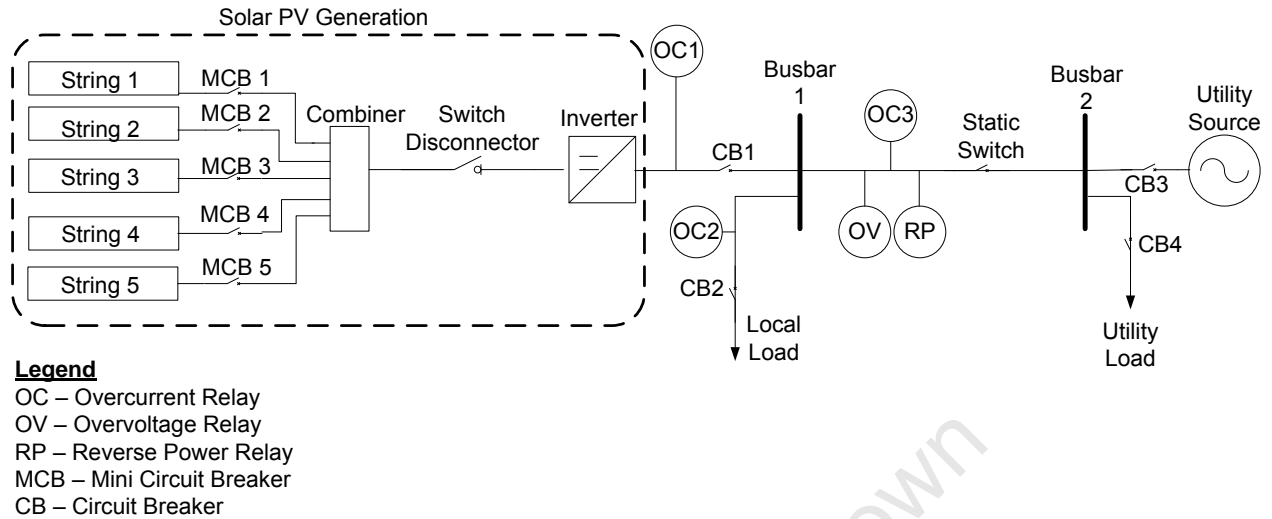 Solar PV Generation
String 1
MCB 1
String 2
MCB 2
String 3
MCB 3
String 4
MCB 4
String 5
MCB 5
Combiner
Switch
Disconnector
Inverter
OC1
CB1
Busbar
1
OC2
CB2
Local
Load
OC3
OV
RP
Static
Switch
Busbar
2
CB3
Utility
Source
CB4
Utility
Load
Legend
OC – Overcurrent Relay
OV – Overvoltage Relay
RP – Reverse Power Relay
MCB – Mini Circuit Breaker
CB – Circuit Breaker